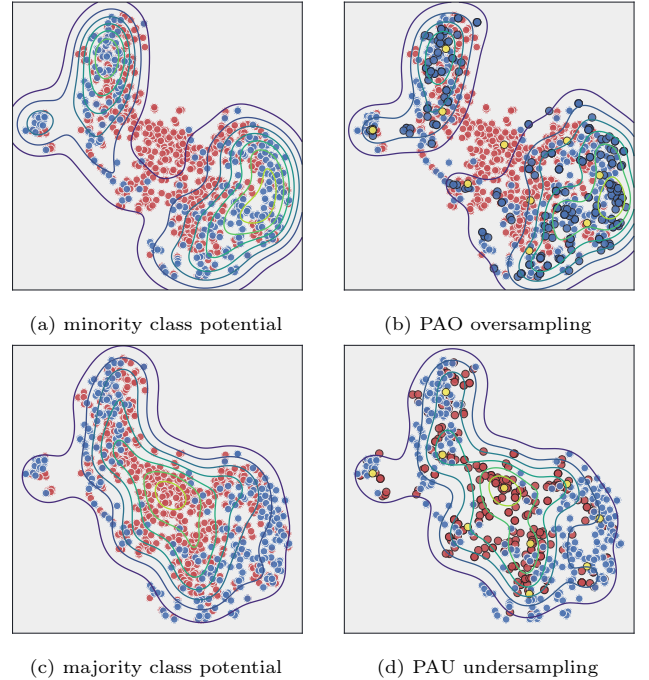 (a) minority class potential
(b) PAO oversampling
(c) majority class potential
(d) PAU undersampling